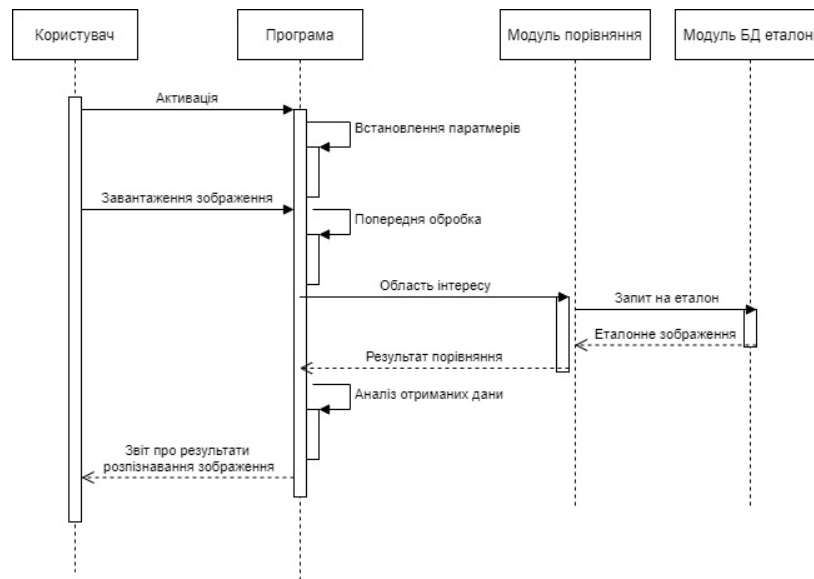 Користувач
Програма
Модуль порівняння
Модуль БД еталоні
Активація
Встановлення паратмерів
Завантаження зображення
Попередня обробка
Область інтересу
Запит на еталон
Еталонне зображення
Результат порівняння
Аналіз отриманих дани
Звіт про результати
розпізнавання зображення